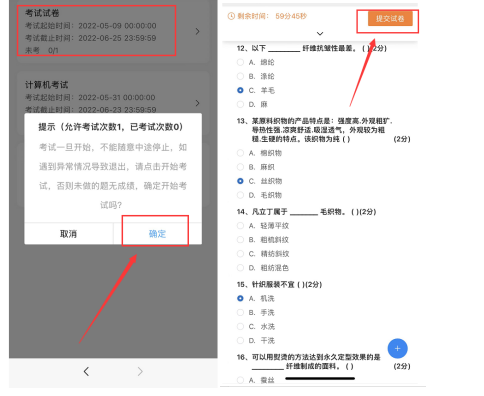 考试试卷
考试起始时间：2022-05-09 00:00:00
考试截止时间：2022-06-25 23:59:59
未考 0/1
计算机考试
考试起始时间：2022-05-31 00:00:00
考试截止时间：2022-06-23 23:59:59
提示（允许考试次数1，已考试次数0）
考试一旦开始，不能随意中途停止，如
遇到异常情况导致退出，请点击开始考
试，否则未做的题无成绩，确定开始考
试吗？
取消
确定
剩余时间： 59分45秒
提交试卷
12、以下 ______ 纤维抗皱性最差。( )(2分)
A. 绵纶
B. 涤纶
C. 羊毛
D. 麻
13、某原料织物的产品特点是：强度高.外观粗犷.
导热性强.凉爽舒适.吸湿透气，外观较为粗
糙.生硬的特点。该织物为纯 ( ) (2分)
A. 棉织物
B. 麻织
C. 丝织物
D. 毛织物
14、凡立丁属于 ______ 毛织物。( )(2分)
A. 轻薄平纹
B. 粗梳斜纹
C. 精纺斜纹
D. 粗纺混色
15、针织服装不宜 ( )(2分)
A. 机洗
B. 手洗
C. 水洗
D. 干洗
16、可以用熨烫的方法达到永久定型效果的是
______ 纤维制成的面料。( ) (2分)
A. 蚕丝